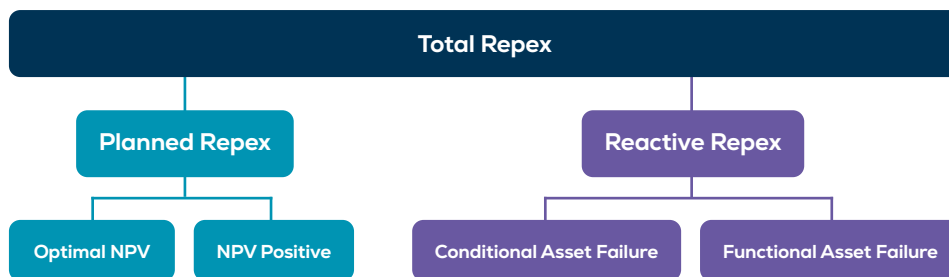 Total Repex
Planned Repex
Reactive Repex
Optimal NPV
NPV Positive
Conditional Asset Failure
Functional Asset Failure